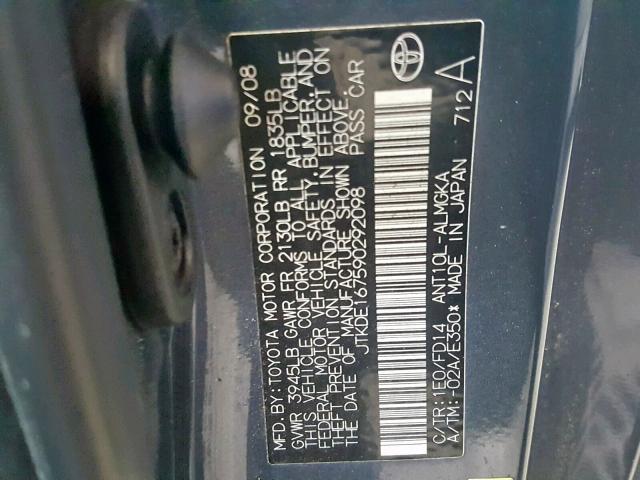 MFD.BY:TOYOTA MOTOR CORPORATION 09/08
GVWR 3945LB GAWR FR 2130LB RR 1835LB
THIS VEHICLE CONFORMS TO ALL APPLICABLE
FEDERAL MOTOR VEHICLE SAFETY,BUMPER,AND
THEFT PREVENTION STANDARDS IN EFFECT ON
THE DATE OF MANUFACTURE SHOWN ABOVE.
JTKDE167590292098 PASS CAR
C/TR:1E0/FD14 ANT10L-ALMGKA 712A
A/TM:-02A/E350* MADE IN JAPAN